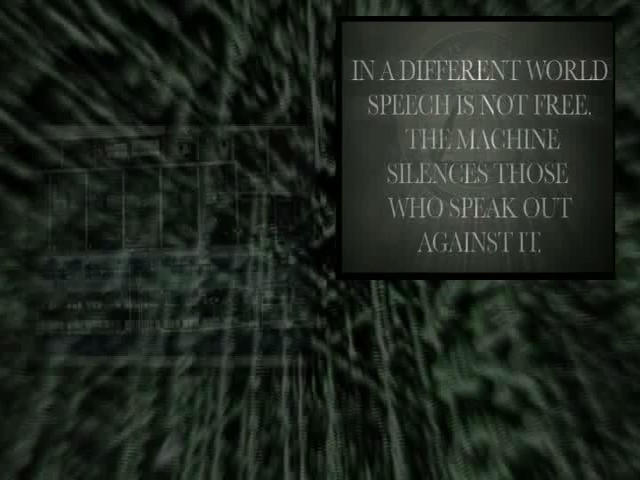 IN A DIFFERENT WORLD
SPEECH IS NOT FREE.
THE MACHINE
SILENCES THOSE
WHO SPEAK OUT
AGAINST IT.